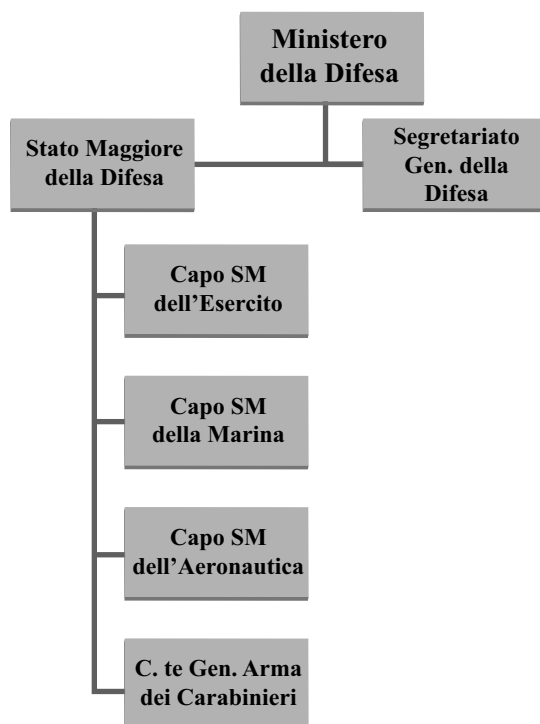 Ministero
della Difesa
Stato Maggiore
della Difesa
Segretariato
Gen. della
Difesa
Capo SM
dell’Esercito
Capo SM
della Marina
Capo SM
dell’Aeronautica
C. te Gen. Arma
dei Carabinieri